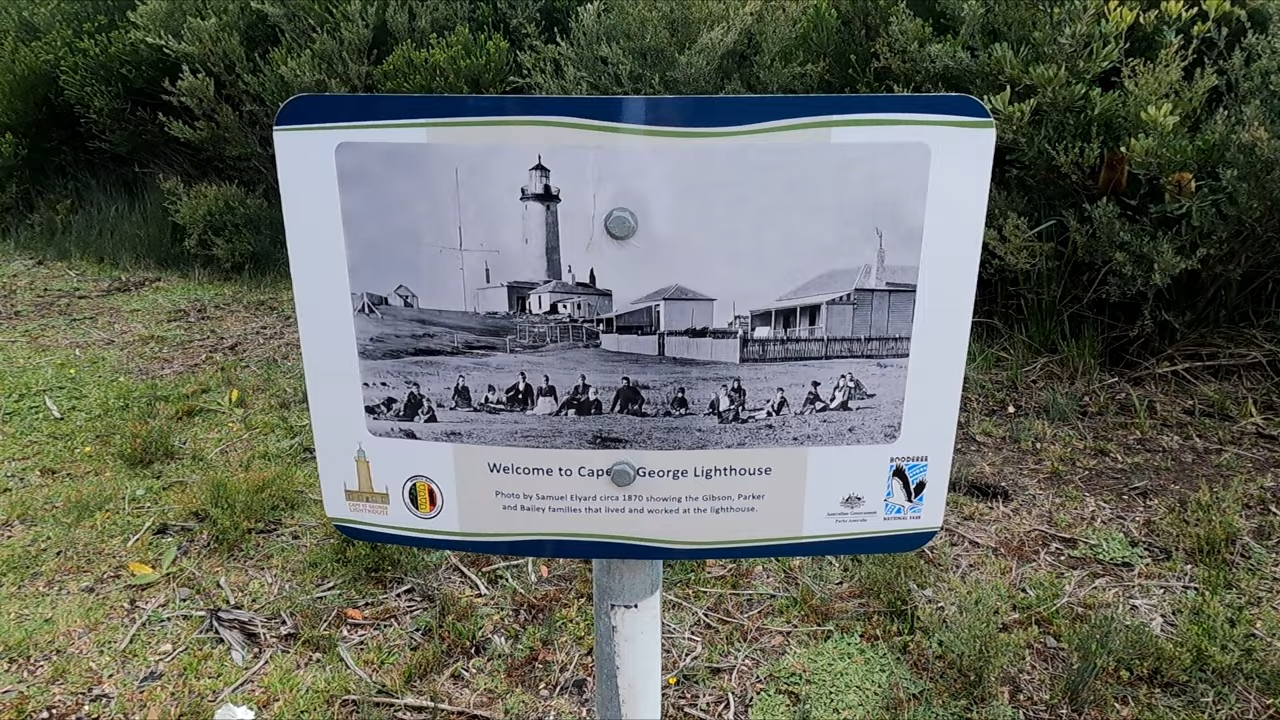 Welcome to Cape George Lighthouse
Photo by Samuel Elyard circa 1870 showing the Gibson, Parker
and Bailey families that lived and worked at the lighthouse.
CAPE ST GEORGE
LIGHTHOUSE
Australian Government
Parks Australia
BOODEREE
NATIONAL PARK